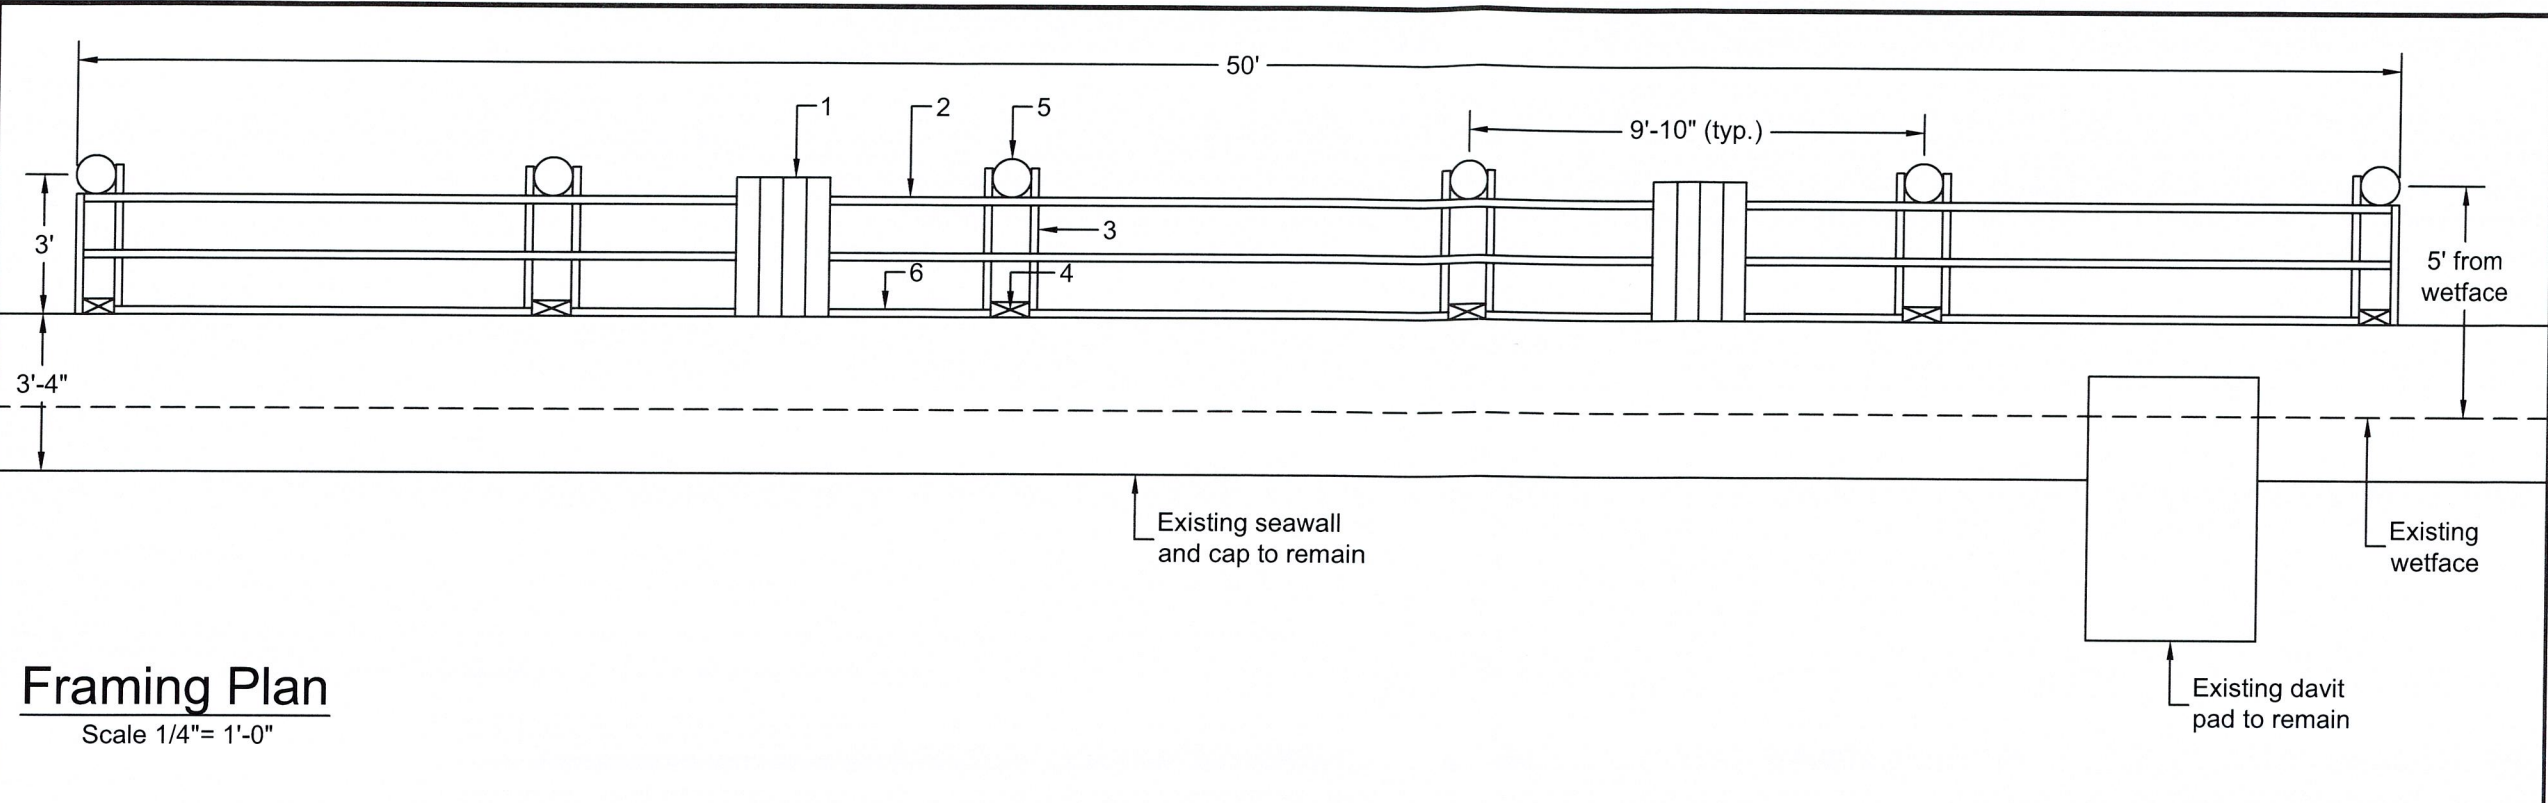 50'
1
2
5
9'-10" (typ.)
3'
3
6
4
5' from
wetface
3'-4"
Existing seawall
and cap to remain
Existing
wetface
Existing davit
pad to remain
Framing Plan
Scale 1/4"= 1'-0"